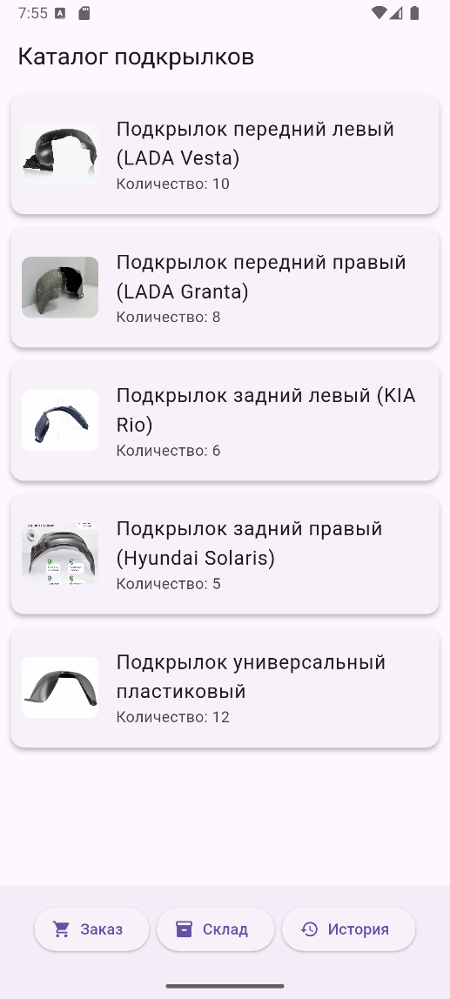 7:55
Каталог подкрылков
Подкрылок передний левый
(LADA Vesta)
Количество: 10
Подкрылок передний правый
(LADA Granta)
Количество: 8
Подкрылок задний левый (KIA
Rio)
Количество: 6
Подкрылок задний правый
(Hyundai Solaris)
Количество: 5
Подкрылок универсальный
пластиковый
Количество: 12
Заказ
Склад
История